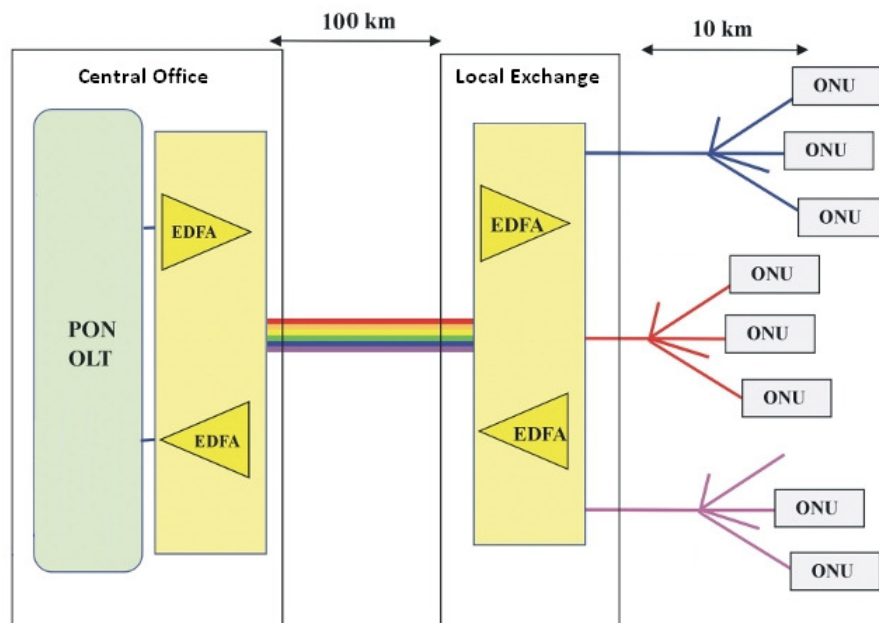 100 km
10 km
Central Office
Local Exchange
ONU
ONU
ONU
EDFA
EDFA
PON
OLT
ONU
ONU
ONU
EDFA
EDFA
ONU
ONU